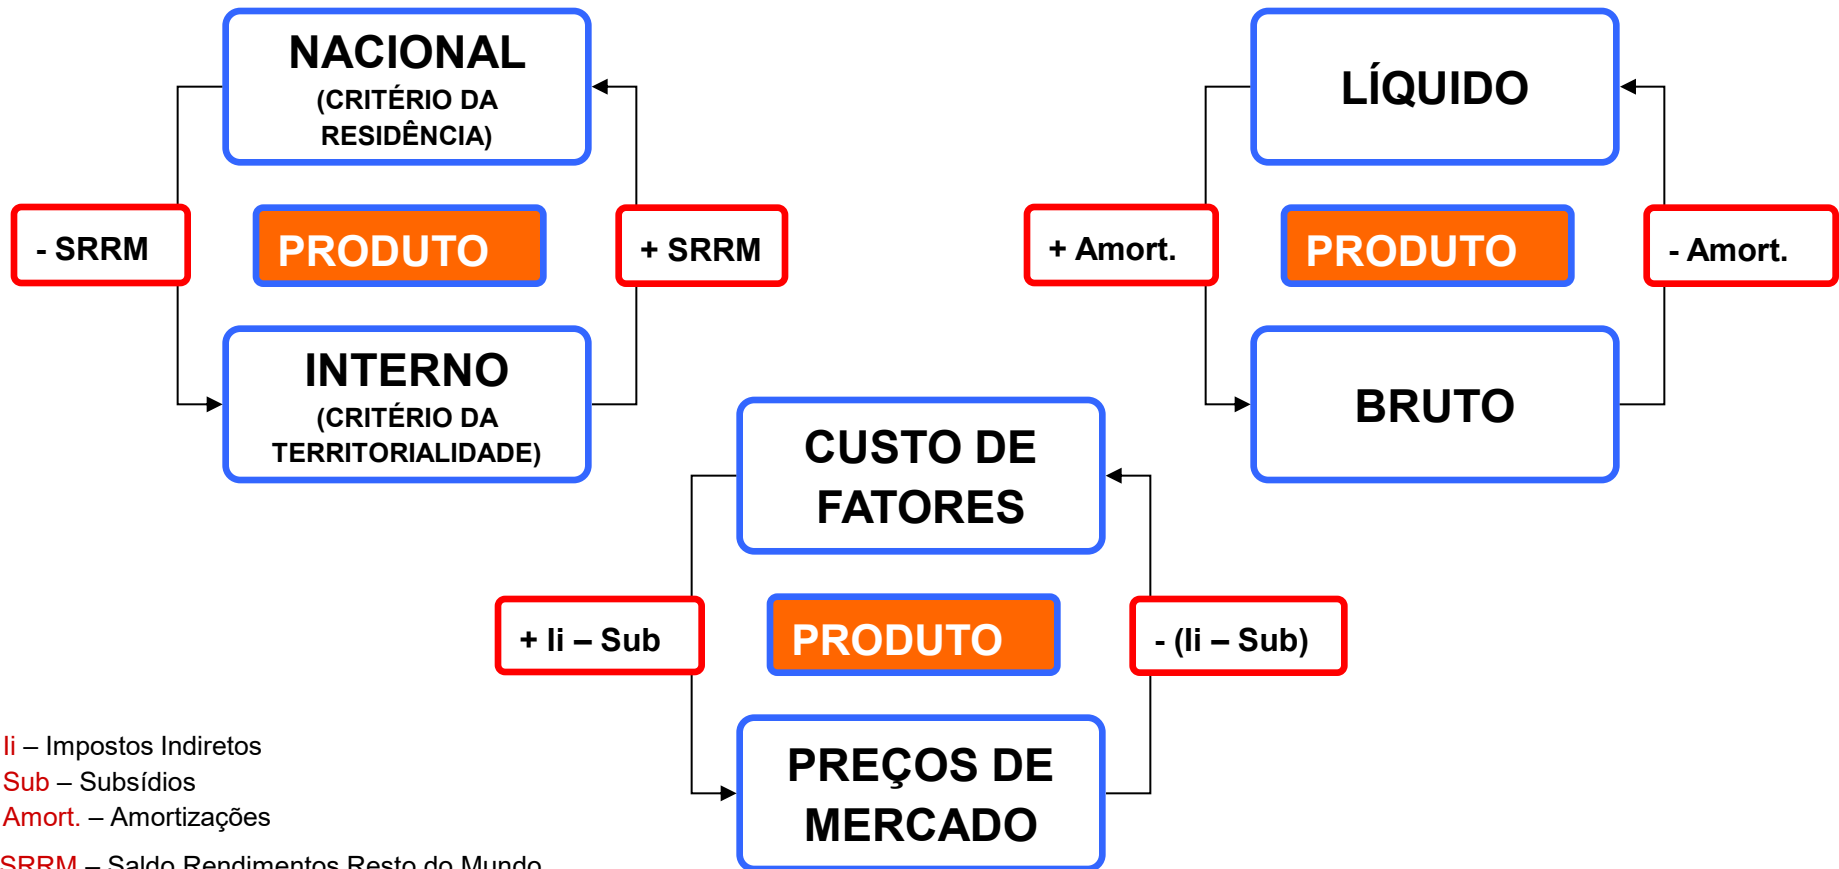 NACIONAL
(CRITÉRIO DA
RESIDÊNCIA)
- SRRM
PRODUTO
+ SRRM
INTERNO
(CRITÉRIO DA
TERRITORIALIDADE)
LÍQUIDO
+ Amort.
PRODUTO
- Amort.
BRUTO
CUSTO DE
FATORES
+ Ii – Sub
PRODUTO
- (Ii – Sub)
PREÇOS DE
MERCADO
Ii – Impostos Indiretos
Sub – Subsídios
Amort. – Amortizações
SRRM – Saldo Rendimentos Resto do Mundo